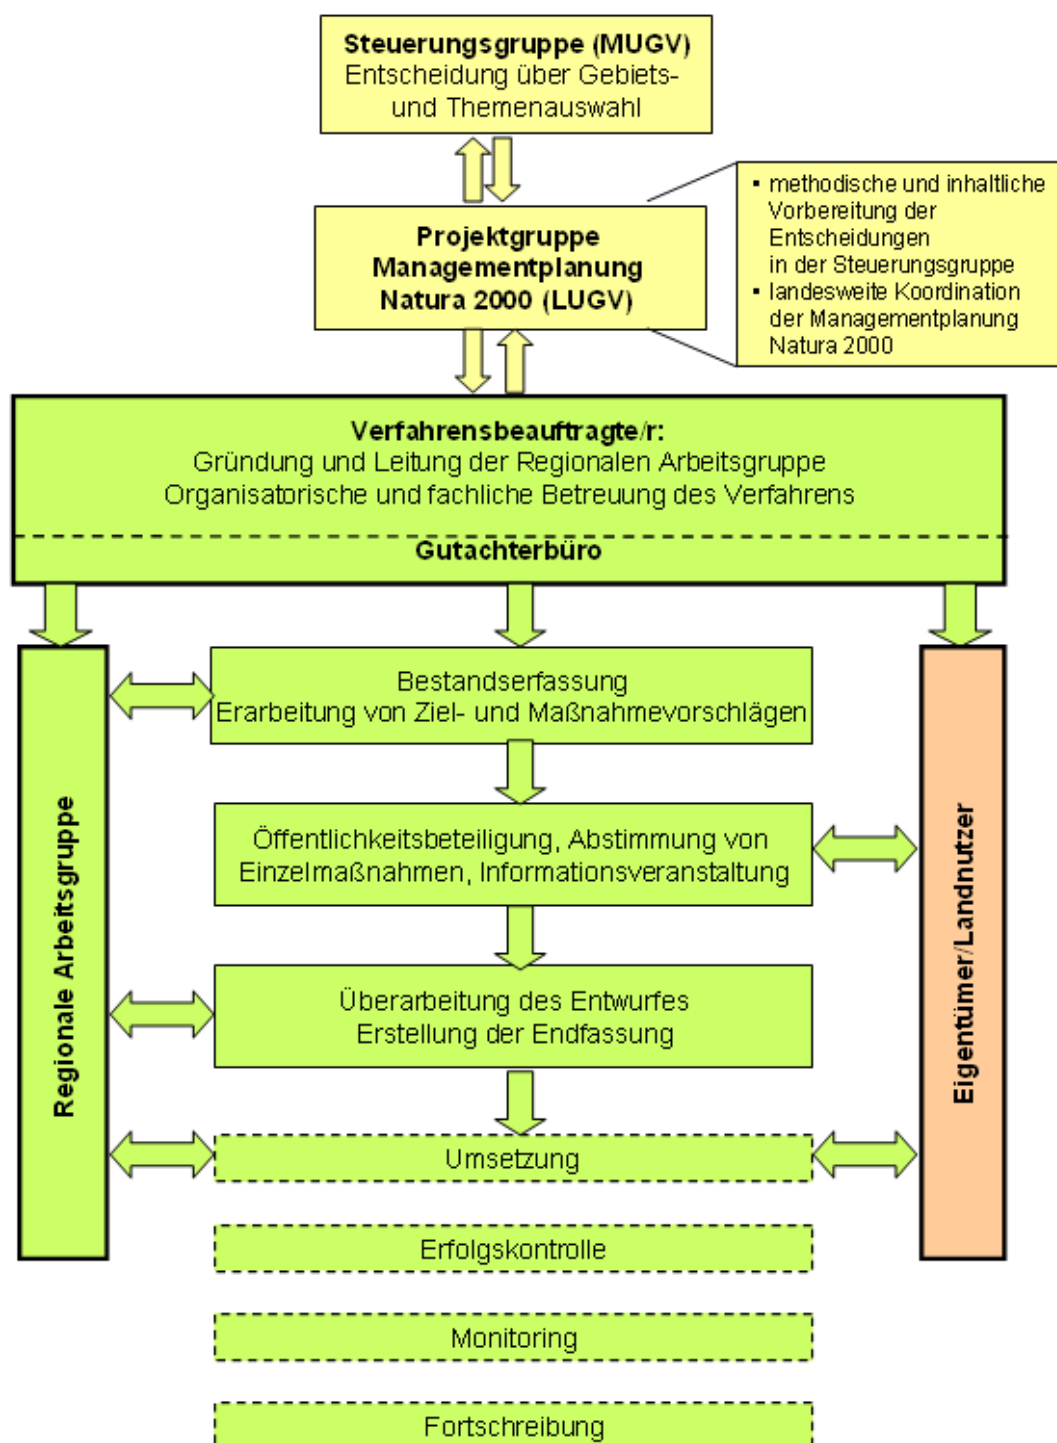 Steuerungsgruppe (MUGV)
Entscheidung über Gebiets-
und Themenauswahl
Projektgruppe
Managementplanung
Natura 2000 (LUGV)
▪ methodische und inhaltliche
Vorbereitung der
Entscheidungen
in der Steuerungsgruppe
▪ landesweite Koordination
der Managementplanung
Natura 2000
Verfahrensbeauftragte/r:
Gründung und Leitung der Regionalen Arbeitsgruppe
Organisatorische und fachliche Betreuung des Verfahrens
Gutachterbüro
Regionale Arbeitsgruppe
Bestandserfassung
Erarbeitung von Ziel- und Maßnahmevorschlägen
Öffentlichkeitsbeteiligung, Abstimmung von
Einzelmaßnahmen, Informationsveranstaltung
Überarbeitung des Entwurfes
Erstellung der Endfassung
Umsetzung
Erfolgskontrolle
Monitoring
Fortschreibung
Eigentümer/Landnutzer